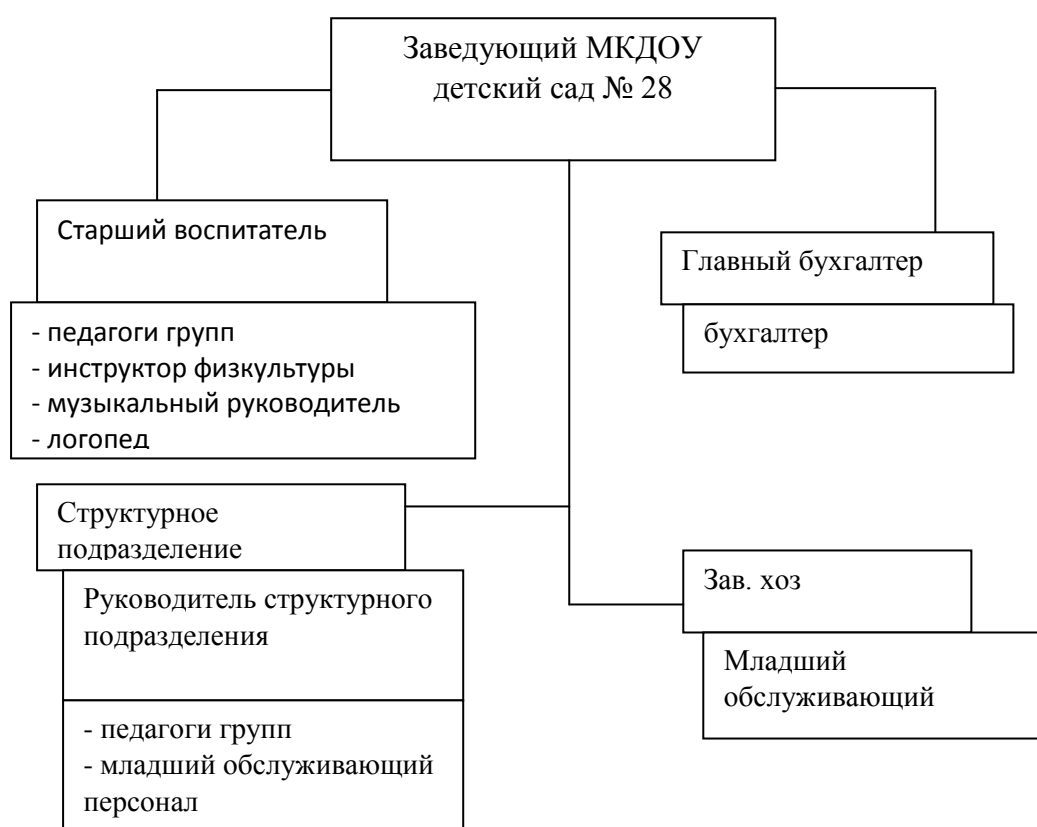 Заведующий МКДОУ
детский сад № 28
Старший воспитатель
- педагоги групп
- инструктор физкультуры
- музыкальный руководитель
- логопед
Главный бухгалтер
бухгалтер
Структурное
подразделение
Руководитель структурного
подразделения
- педагоги групп
- младший обслуживающий
персонал
Зав. хоз
Младший
обслуживающий